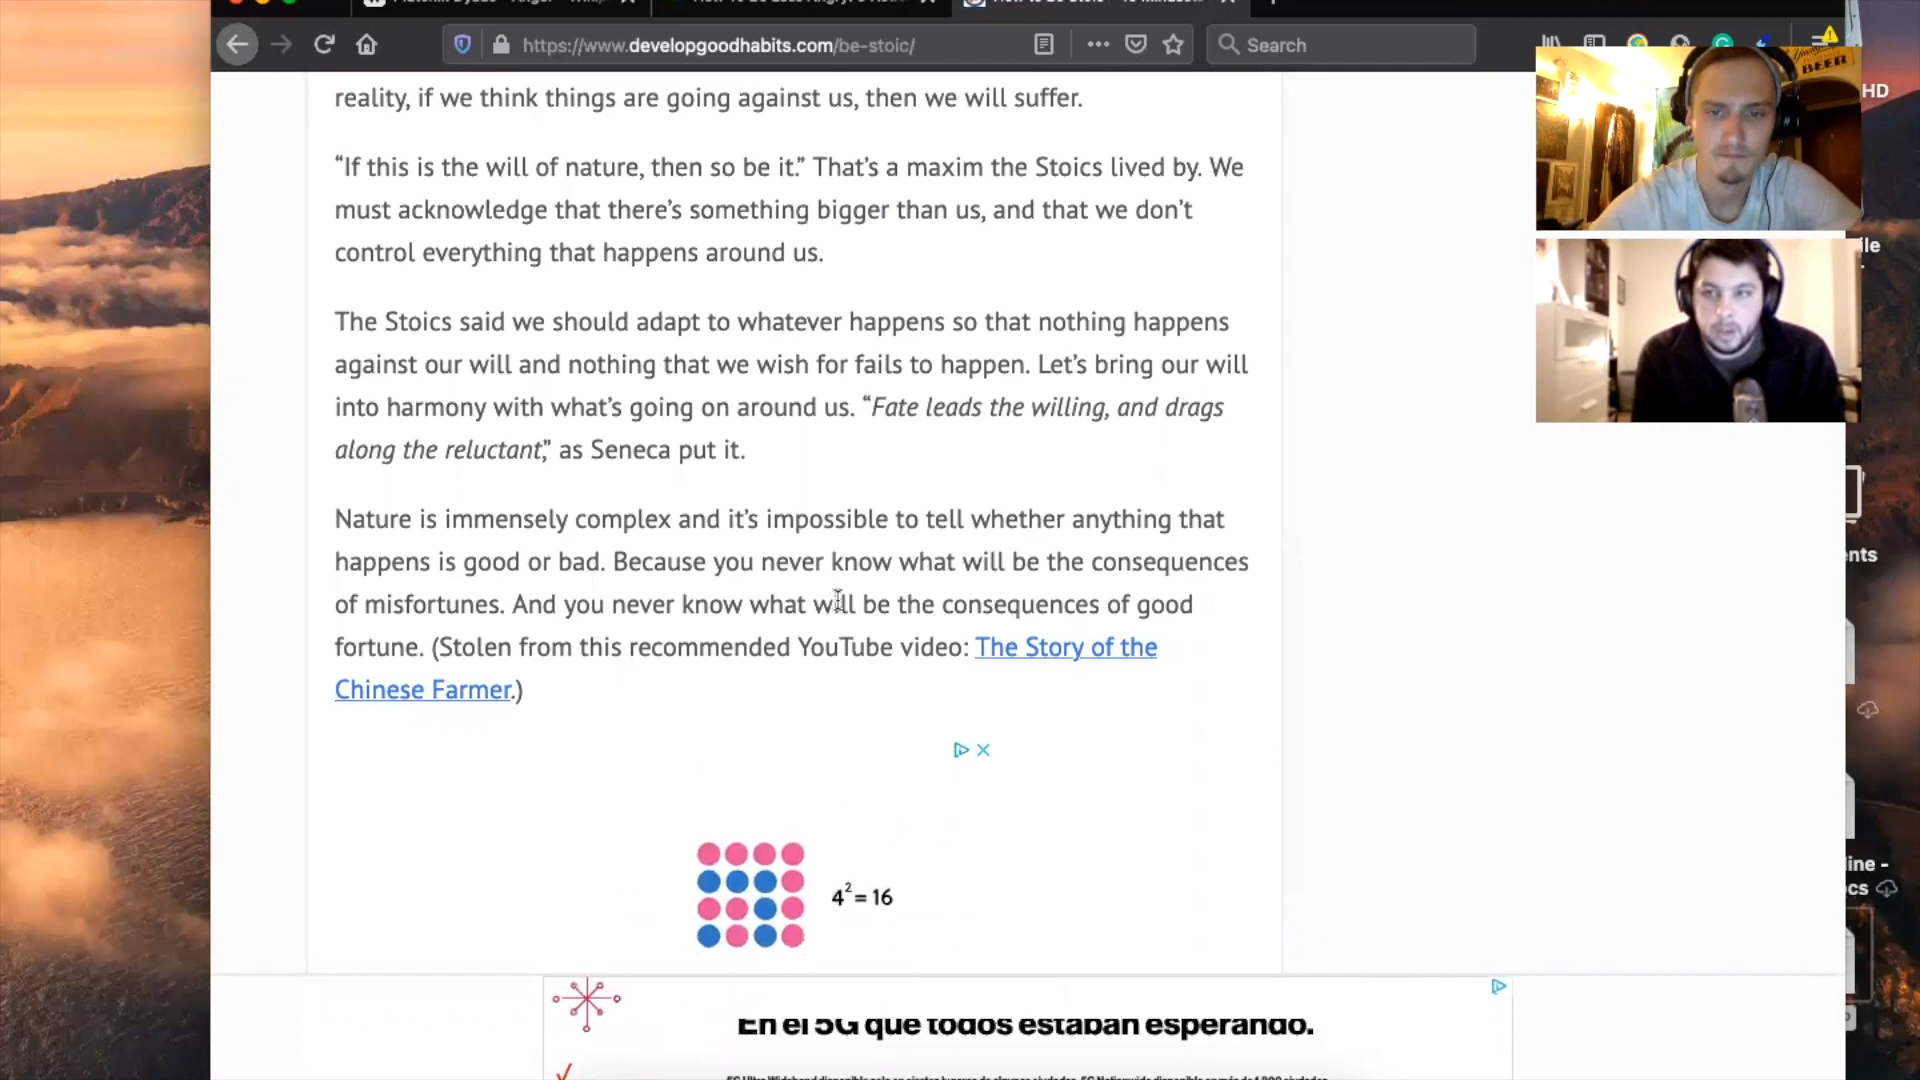 https://www.developgoodhabits.com/be-stoic/
Search
BEER
HD
reality, if we think things are going against us, then we will suffer.
“If this is the will of nature, then so be it.” That’s a maxim the Stoics lived by. We
must acknowledge that there’s something bigger than us, and that we don’t
control everything that happens around us.
The Stoics said we should adapt to whatever happens so that nothing happens
against our will and nothing that we wish for fails to happen. Let’s bring our will
into harmony with what’s going on around us. “Fate leads the willing, and drags
along the reluctant,” as Seneca put it.
Nature is immensely complex and it’s impossible to tell whether anything that
happens is good or bad. Because you never know what will be the consequences
of misfortunes. And you never know what will be the consequences of good
fortune. (Stolen from this recommended YouTube video: The Story of the
Chinese Farmer.)
4²= 16
ile
ents
line -
cs
En el 5G que todos estaban esperando.